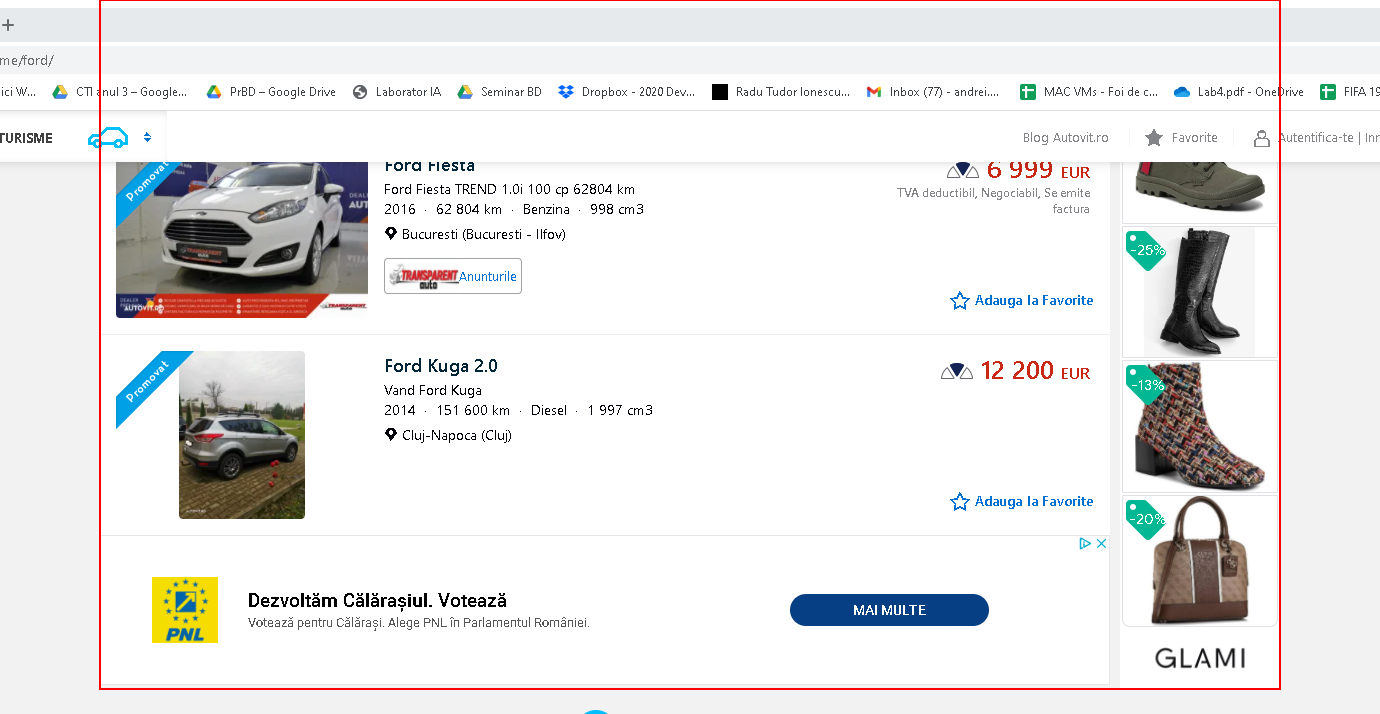 +
me/ford/
ici W... CTI anul 3 – Google... PrBD – Google Drive Laborator IA Seminar BD Dropbox - 2020 Dev... Radu Tudor Ionescu... Inbox (77) - andrei.... MAC VMs - Foi de c... Lab4.pdf - OneDrive FIFA 19
TURISME Blog Autovit.ro Favorite Autentifica-te | Inr
Promovat
Ford Fiesta
6 999 EUR
Ford Fiesta TREND 1.0i 100 cp 62804 km
TVA deductibil, Negociabil, Se emite
factura
2016 · 62 804 km · Benzina · 998 cm3
Bucuresti (Bucuresti - Ilfov)
TRANSPARENT
auto
Anunturile
Adauga la Favorite
DEALER
AUTOVIT.RO
TRANSPARENT
Promovat
Ford Kuga 2.0
12 200 EUR
Vand Ford Kuga
2014 · 151 600 km · Diesel · 1 997 cm3
Cluj-Napoca (Cluj)
Adauga la Favorite
PNL
Dezvoltăm Călărașiul. Votează
Votează pentru Călărași. Alege PNL în Parlamentul României.
MAI MULTE
-25%
-13%
-20%
GLAMI